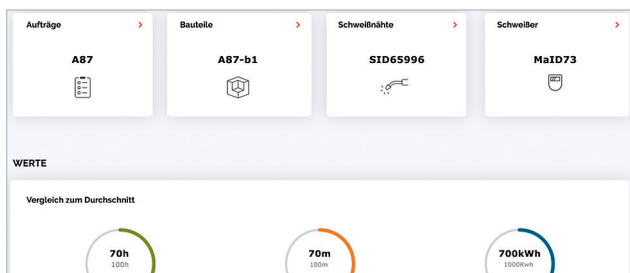 Aufträge
A87
Bauteile
A87-b1
Schweißnähte
SID65996
Schweißer
MaID73
WERTE
Vergleich zum Durchschnitt
70h
100h
70m
100m
700kWh
1000Kwh